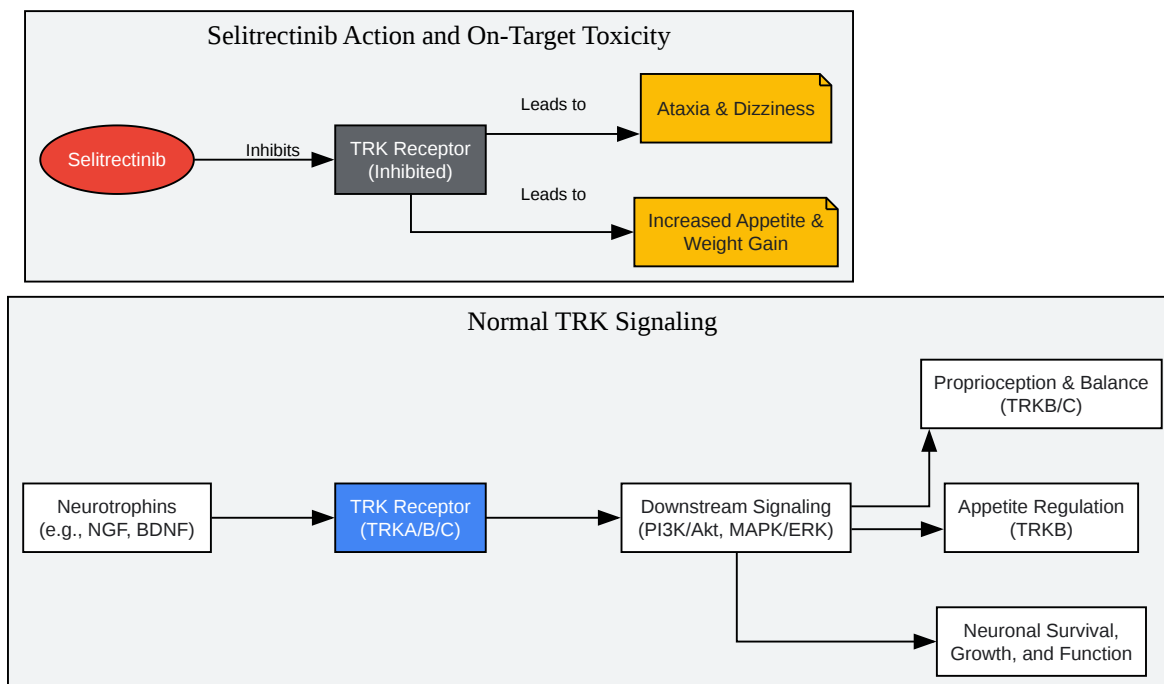 Selitrectinib Action and On-Target Toxicity
Selitrectinib
Inhibits
TRK Receptor
(Inhibited)
Leads to
Ataxia & Dizziness
Leads to
Increased Appetite &
Weight Gain
Normal TRK Signaling
Neurotrophins
(e.g., NGF, BDNF)
TRK Receptor
(TRKA/B/C)
Downstream Signaling
(PI3K/Akt, MAPK/ERK)
Proprioception & Balance
(TRKB/C)
Appetite Regulation
(TRKB)
Neuronal Survival,
Growth, and Function